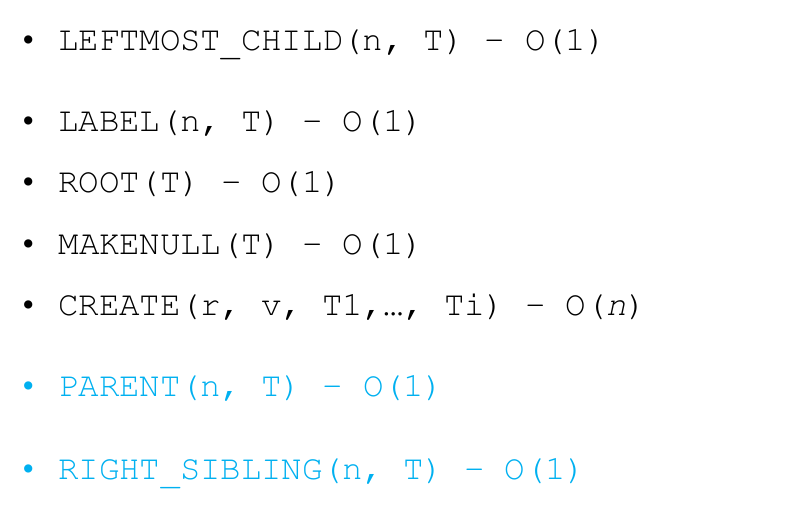 • LEFTMOST_CHILD(n, T) – O(1)
• LABEL(n, T) – O(1)
• ROOT(T) – O(1)
• MAKENULL(T) – O(1)
• CREATE(r, v, T1,…, Ti) – O(n)
• PARENT(n, T) – O(1)
• RIGHT_SIBLING(n, T) – O(1)